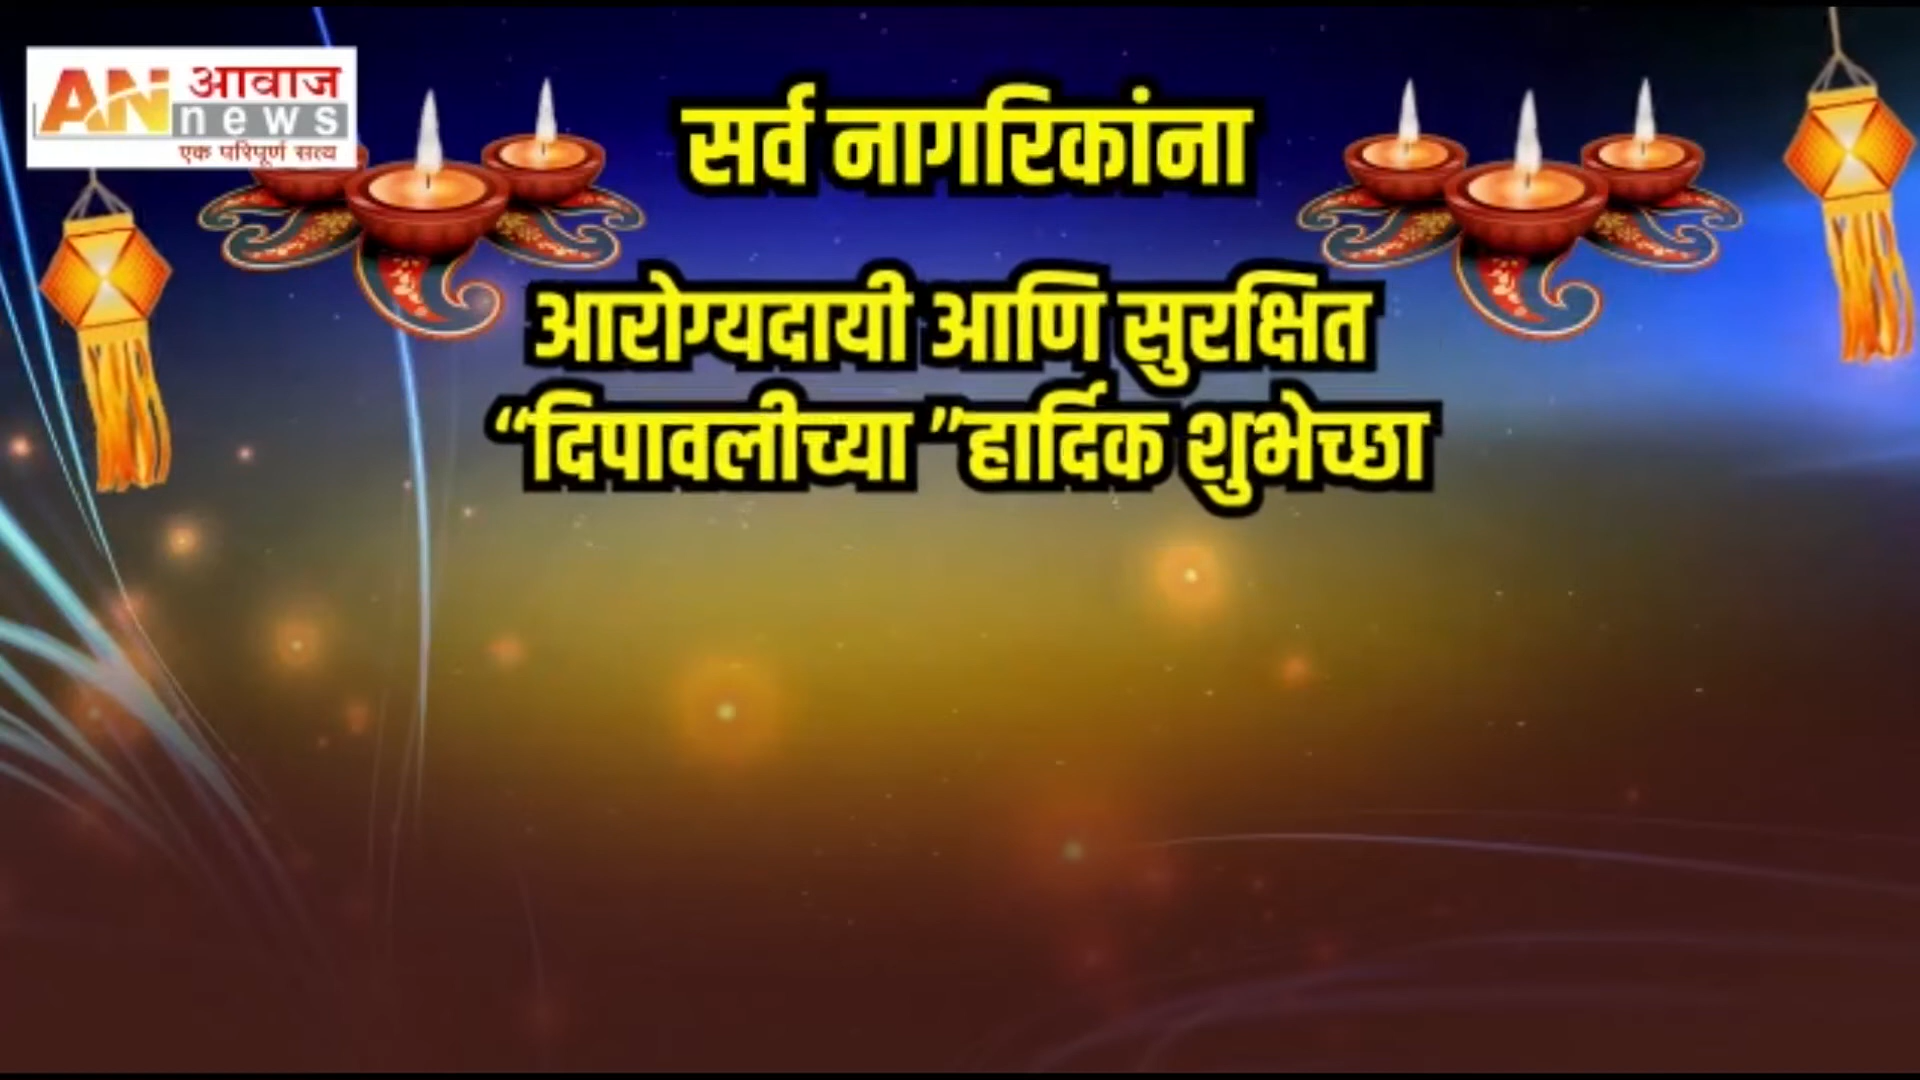 AN आवाज
news
एक परिपूर्ण सत्य
सर्व नागरिकांना
आरोग्यदायी आणि सुरक्षित
“दिपावलीच्या ”हार्दिक शुभेच्छा